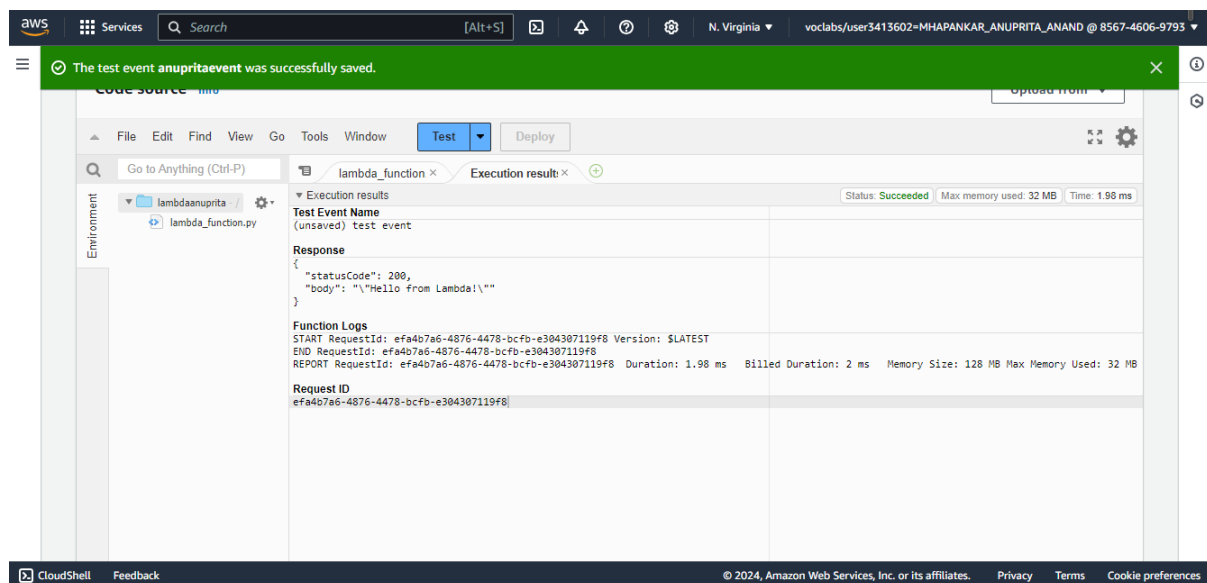 aws Services Search [Alt+S] N. Virginia voclabs/user3413602=MHAPANKAR_ANUPRITA_ANAND @ 8567-4606-9793
The test event anupritaevent was successfully saved.
Code source Info Upload from
File Edit Find View Go Tools Window Test Deploy
Go to Anything (Ctrl-P) lambda_function × Execution result: ×
Environment
lambdaanuprita - /
lambda_function.py
Execution results Status: Succeeded Max memory used: 32 MB Time: 1.98 ms
Test Event Name
(unsaved) test event
Response
{
"statusCode": 200,
"body": "\"Hello from Lambda!\""
}
Function Logs
START RequestId: efa4b7a6-4876-4478-bcfb-e304307119f8 Version: $LATEST
END RequestId: efa4b7a6-4876-4478-bcfb-e304307119f8
REPORT RequestId: efa4b7a6-4876-4478-bcfb-e304307119f8 Duration: 1.98 ms Billed Duration: 2 ms Memory Size: 128 MB Max Memory Used: 32 MB
Request ID
efa4b7a6-4876-4478-bcfb-e304307119f8
CloudShell Feedback © 2024, Amazon Web Services, Inc. or its affiliates. Privacy Terms Cookie preferences